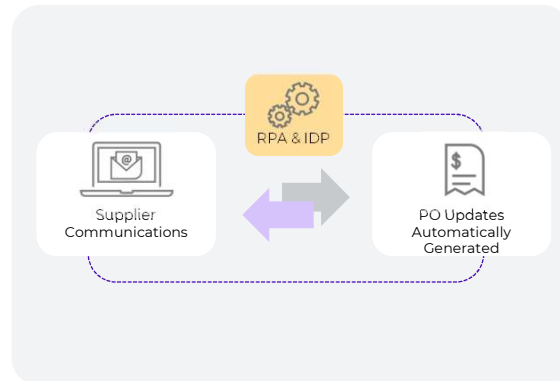 RPA & IDP
@
Supplier
Communications
$
PO Updates
Automatically
Generated